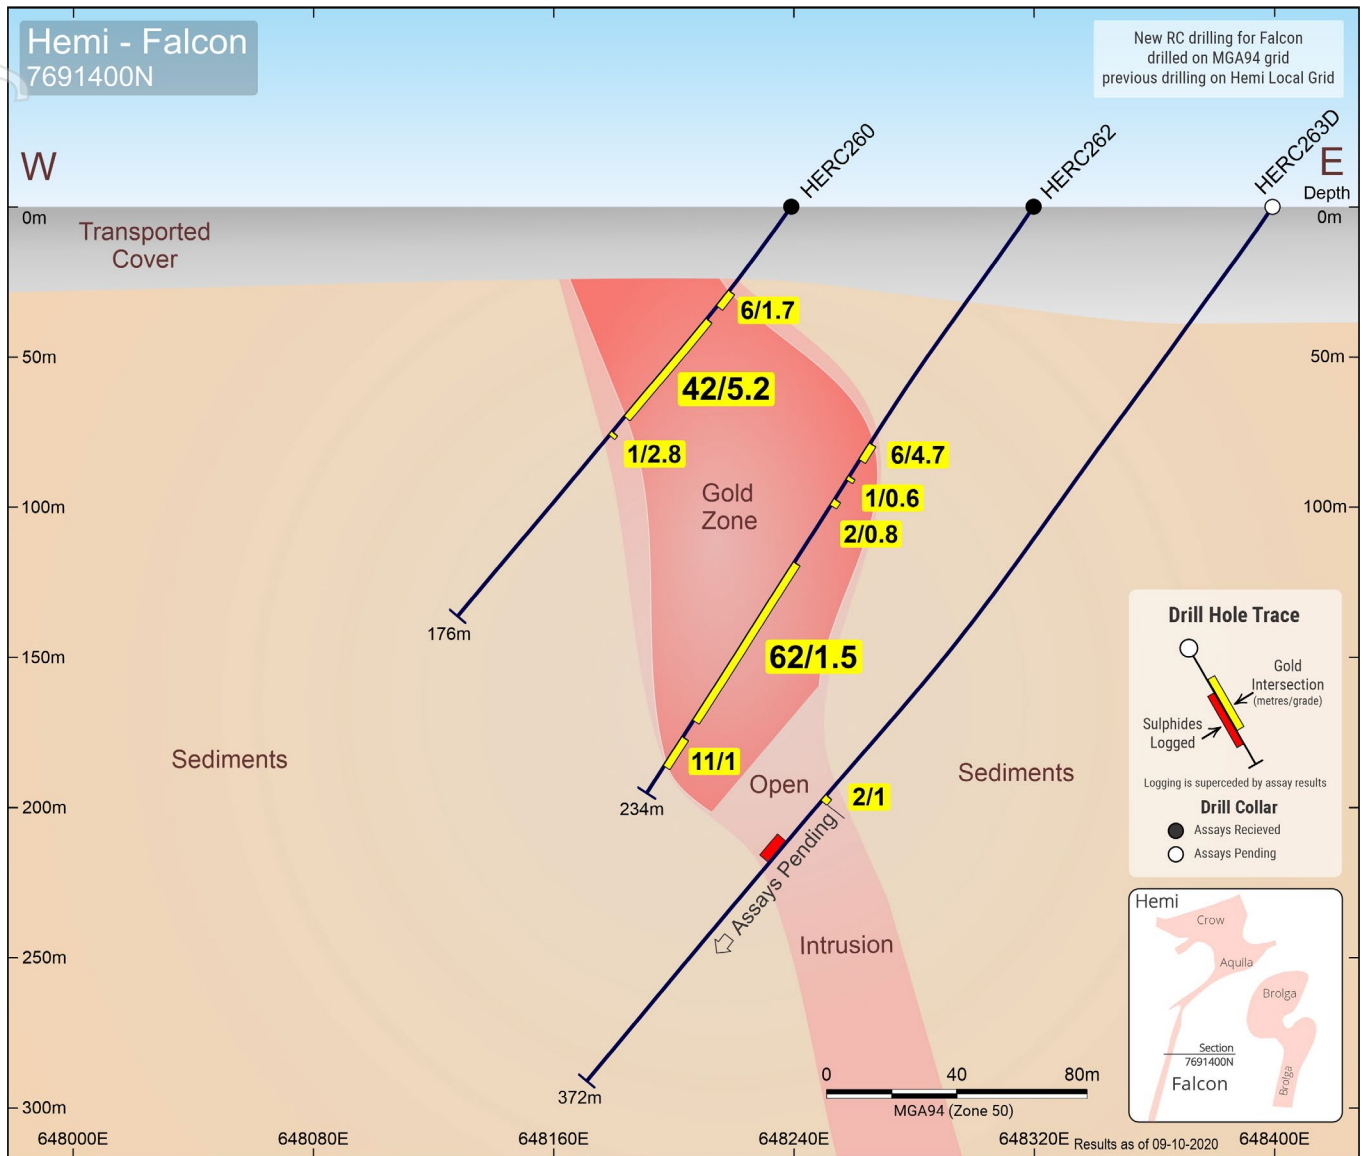 Hemi - Falcon
7691400N
New RC drilling for Falcon
drilled on MGA94 grid
previous drilling on Hemi Local Grid
W
E
HERC260
HERC262
HERC263D
Depth
0m
0m
Transported
Cover
6/1.7
50m
50m
42/5.2
1/2.8
6/4.7
Gold
Zone
1/0.6
100m
100m
2/0.8
176m
150m
62/1.5
Sediments
11/1
Open
Sediments
2/1
200m
234m
Assays Pending
Intrusion
250m
372m
300m
0 40 80m
MGA94 (Zone 50)
648000E
648080E
648160E
648240E
648320E
648400E
Results as of 09-10-2020
Drill Hole Trace
Gold
Intersection
(metres/grade)
Sulphides
Logged
Logging is superceded by assay results
Drill Collar
Assays Recieved
Assays Pending
Hemi
Crow
Aquila
Brolga
Section
7691400N
Falcon
Brolga